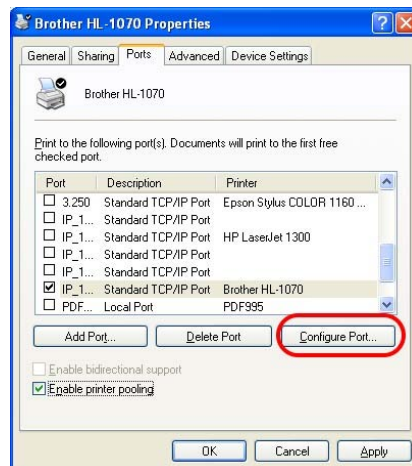 Brother HL-1070 Properties
General Sharing Ports Advanced Device Settings
Brother HL-1070
Print to the following port(s). Documents will print to the first free
checked port.
Port Description Printer
3.250 Standard TCP/IP Port Epson Stylus COLOR 1160 ...
IP_1... Standard TCP/IP Port
IP_1... Standard TCP/IP Port HP LaserJet 1300
IP_1... Standard TCP/IP Port
IP_1... Standard TCP/IP Port
IP_1... Standard TCP/IP Port Brother HL-1070
PDF... Local Port PDF995
Add Port... Delete Port Configure Port...
Enable bidirectional support
Enable printer pooling
OK Cancel Apply